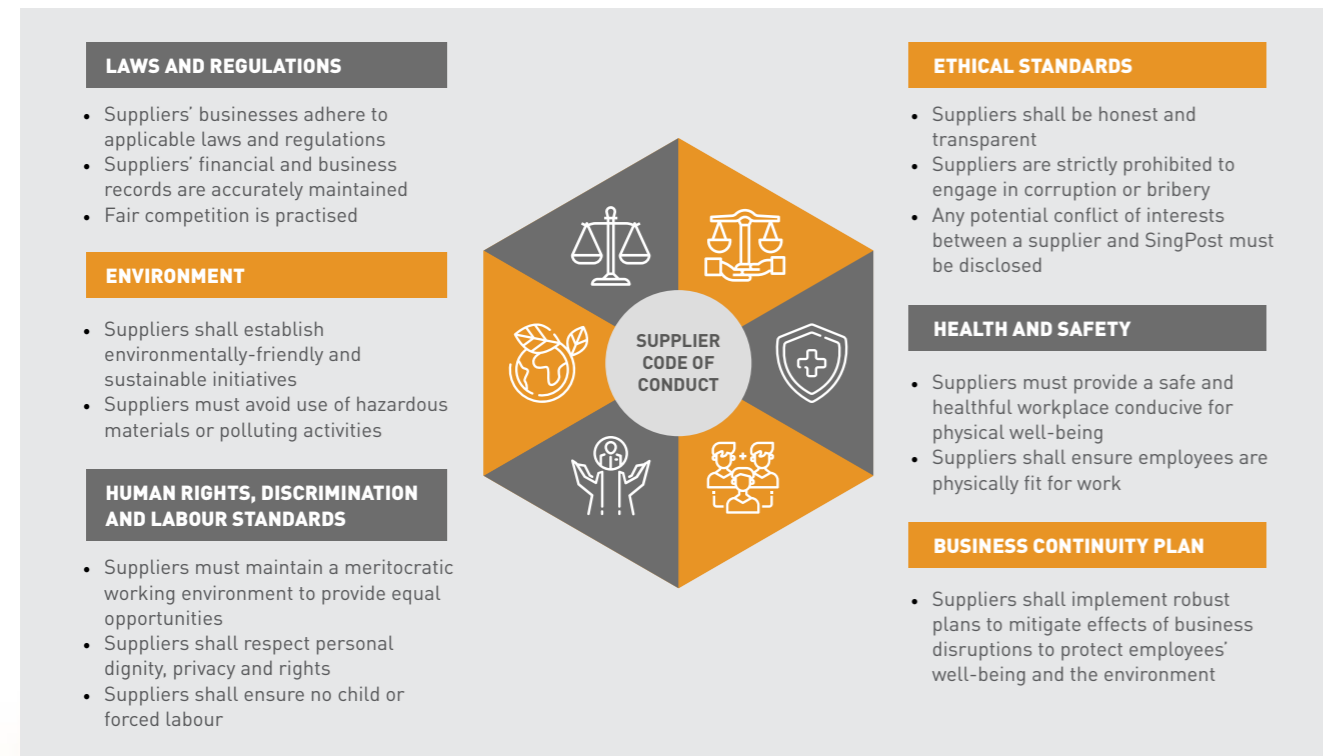 LAWS AND REGULATIONS
• Suppliers’ businesses adhere to
applicable laws and regulations
• Suppliers’ financial and business
records are accurately maintained
• Fair competition is practised
ENVIRONMENT
• Suppliers shall establish
environmentally-friendly and
sustainable initiatives
• Suppliers must avoid use of hazardous
materials or polluting activities
HUMAN RIGHTS, DISCRIMINATION
AND LABOUR STANDARDS
• Suppliers must maintain a meritocratic
working environment to provide equal
opportunities
• Suppliers shall respect personal
dignity, privacy and rights
• Suppliers shall ensure no child or
forced labour
SUPPLIER
CODE OF
CONDUCT
ETHICAL STANDARDS
• Suppliers shall be honest and
transparent
• Suppliers are strictly prohibited to
engage in corruption or bribery
• Any potential conflict of interests
between a supplier and SingPost must
be disclosed
HEALTH AND SAFETY
• Suppliers must provide a safe and
healthful workplace conducive for
physical well-being
• Suppliers shall ensure employees are
physically fit for work
BUSINESS CONTINUITY PLAN
• Suppliers shall implement robust
plans to mitigate effects of business
disruptions to protect employees’
well-being and the environment